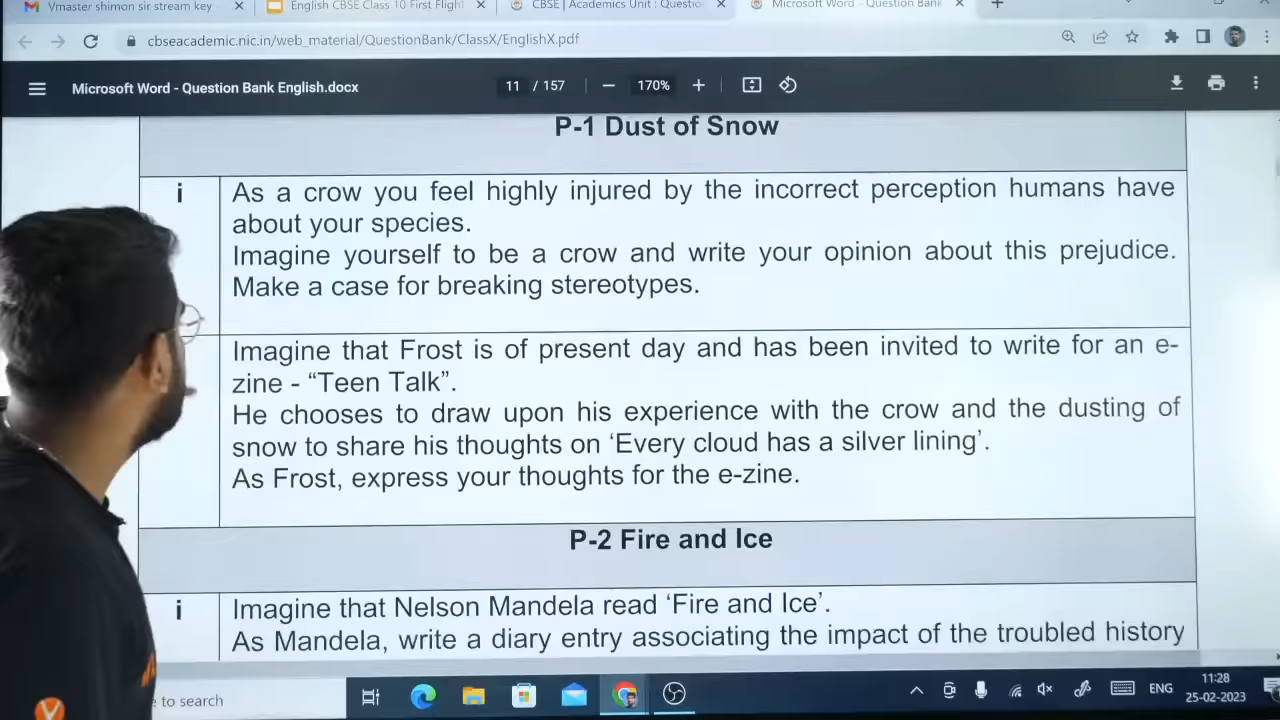 Vmaster shimon sir stream key
English CBSE Class 10 First Flight
CBSE | Academics Unit : Questio
Microsoft Word - Question Bank
cbseacademic.nic.in/web_material/QuestionBank/ClassX/EnglishX.pdf
Microsoft Word - Question Bank English.docx
11 / 157
170%
P-1 Dust of Snow
i
As a crow you feel highly injured by the incorrect perception humans have
about your species.
Imagine yourself to be a crow and write your opinion about this prejudice.
Make a case for breaking stereotypes.
Imagine that Frost is of present day and has been invited to write for an e-
zine - “Teen Talk”.
He chooses to draw upon his experience with the crow and the dusting of
snow to share his thoughts on ‘Every cloud has a silver lining’.
As Frost, express your thoughts for the e-zine.
P-2 Fire and Ice
i
Imagine that Nelson Mandela read ‘Fire and Ice’.
As Mandela, write a diary entry associating the impact of the troubled history
to search
ENG
11:28
25-02-2023